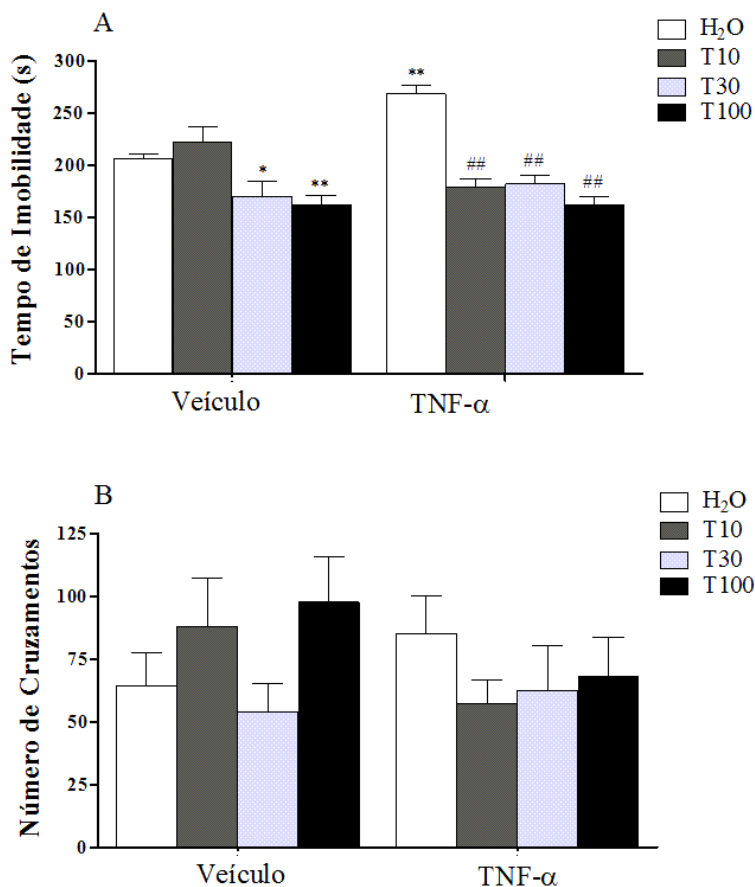 A
H₂O
T10
T30
T100
Tempo de Imobilidade (s)
300
250
200
150
100
50
0
*
**
**
##
##
##
Veículo
TNF-α
B
H₂O
T10
T30
T100
Número de Cruzamentos
125
100
75
50
25
0
Veículo
TNF-α